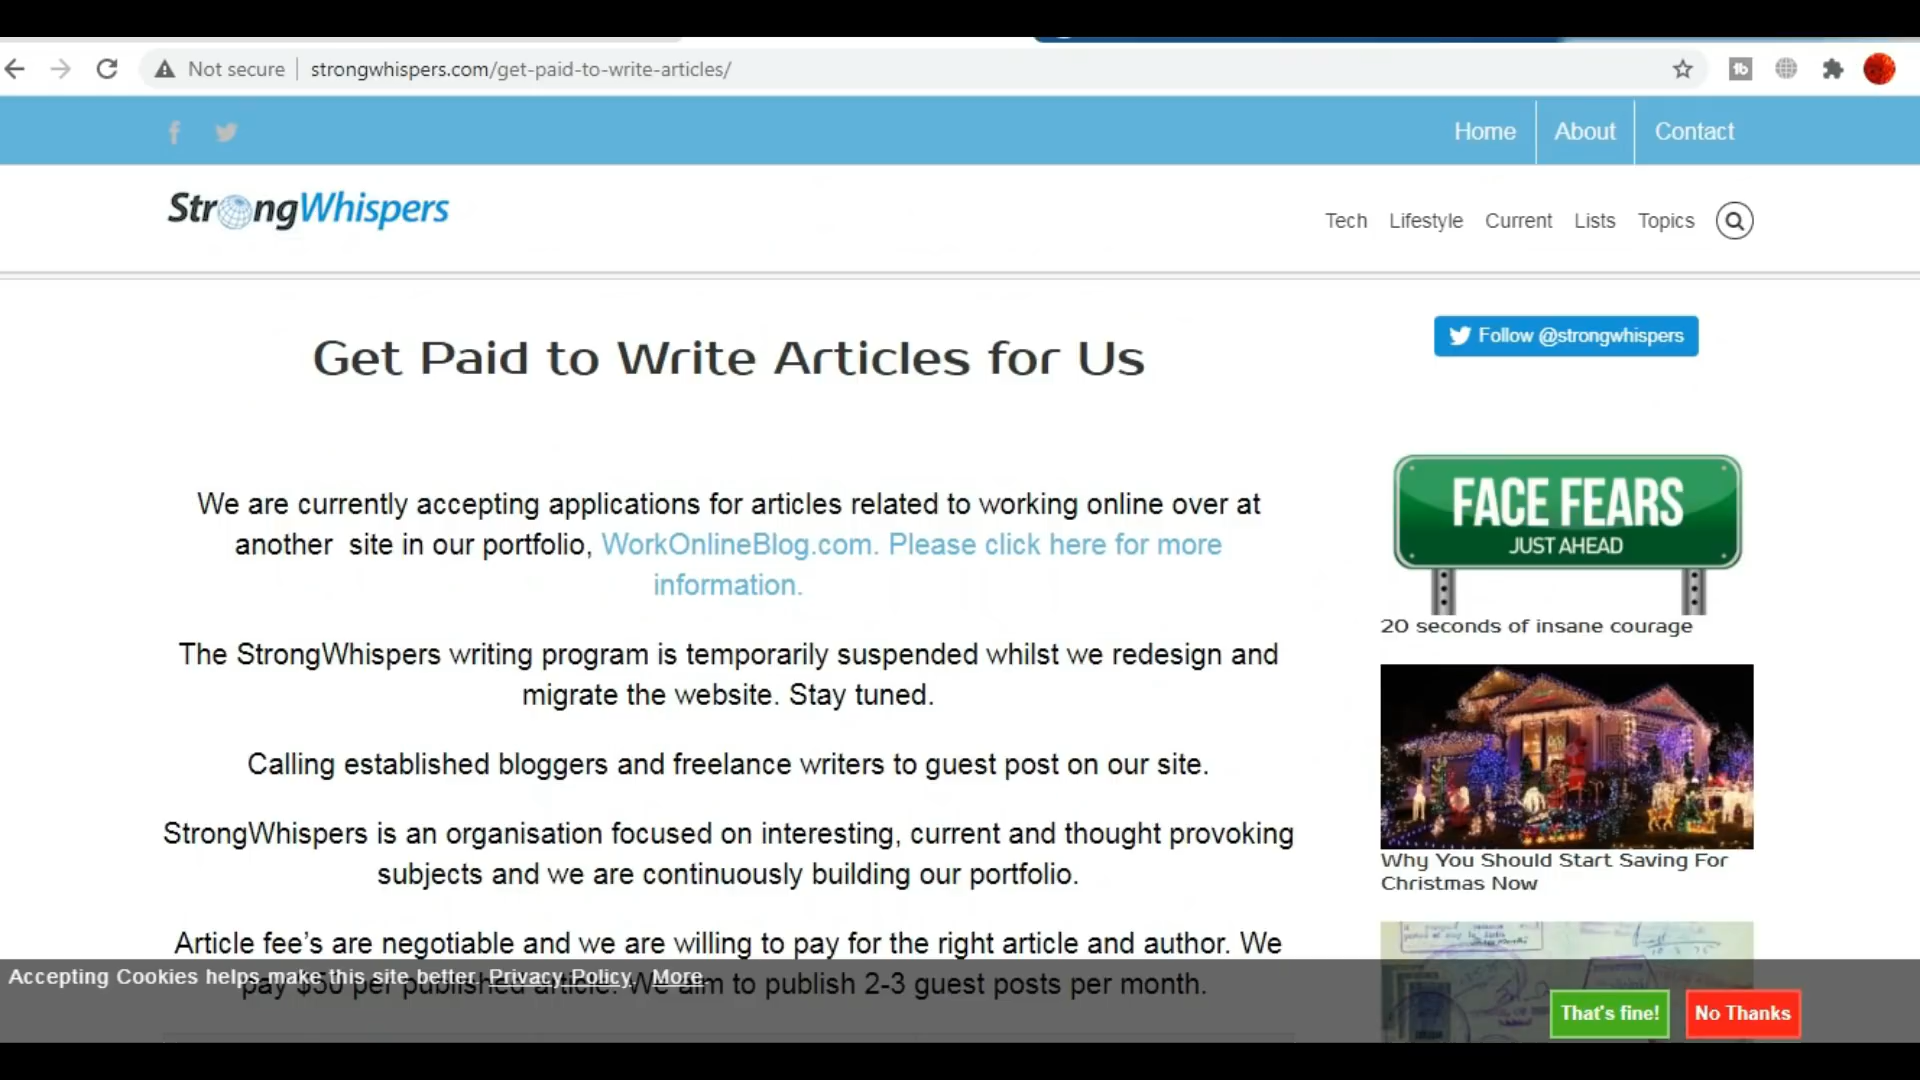 Not secure
strongwhispers.com/get-paid-to-write-articles/
Home
About
Contact
StrongWhispers
Tech
Lifestyle
Current
Lists
Topics
Get Paid to Write Articles for Us
Follow @strongwhispers
We are currently accepting applications for articles related to working online over at
another site in our portfolio, WorkOnlineBlog.com. Please click here for more
information.
The StrongWhispers writing program is temporarily suspended whilst we redesign and
migrate the website. Stay tuned.
Calling established bloggers and freelance writers to guest post on our site.
StrongWhispers is an organisation focused on interesting, current and thought provoking
subjects and we are continuously building our portfolio.
Article fee’s are negotiable and we are willing to pay for the right article and author. We
pay $50 per published article. We aim to publish 2-3 guest posts per month.
FACE FEARS
JUST AHEAD
20 seconds of insane courage
Why You Should Start Saving For
Christmas Now
Accepting Cookies helps make this site better. Privacy Policy. More.
That's fine!
No Thanks